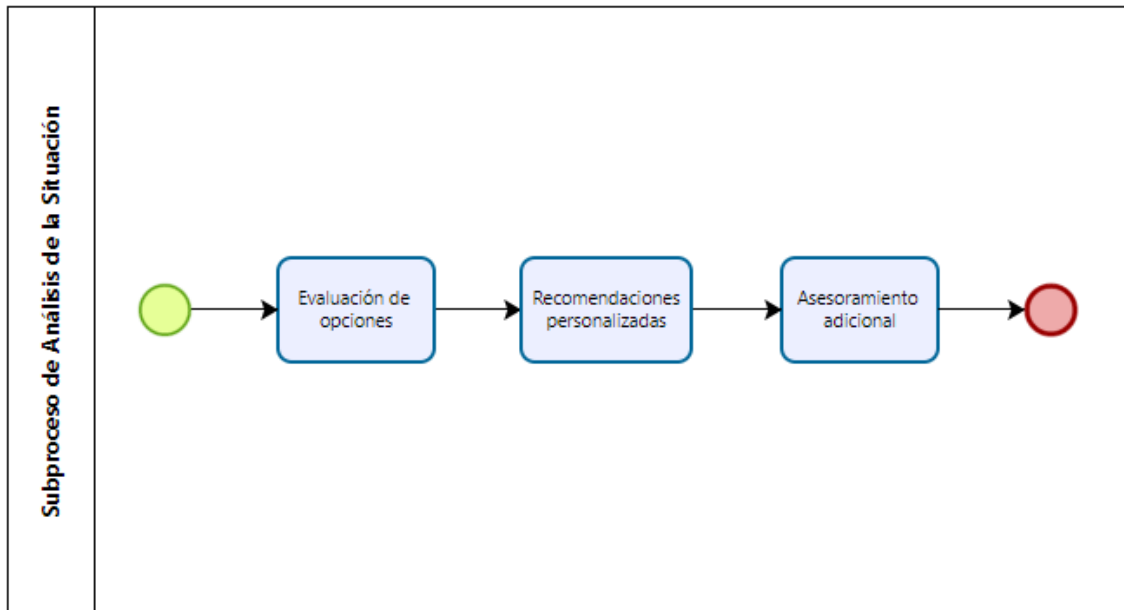 Subproceso de Análisis de la Situación
Evaluación de
opciones
Recomendaciones
personalizadas
Asesoramiento
adicional